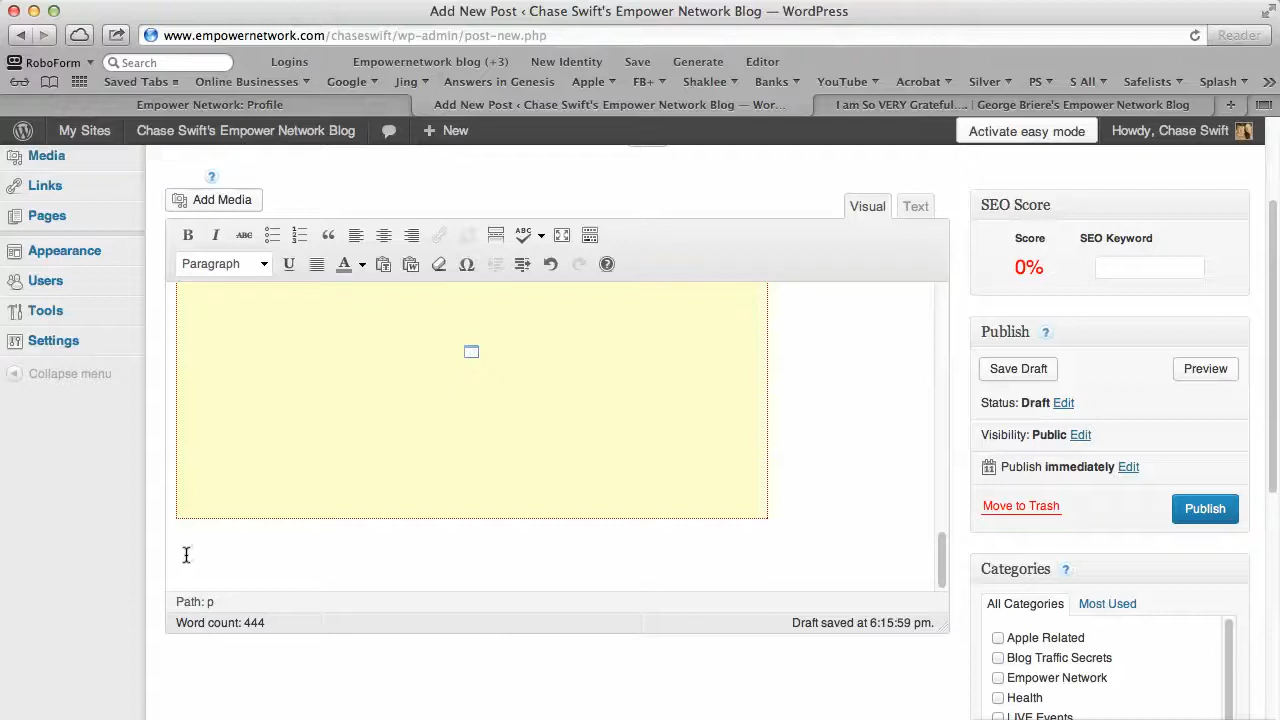 Add New Post ‹ Chase Swift's Empower Network Blog — WordPress
www.empowernetwork.com/chaseswift/wp-admin/post-new.php
Reader
RoboForm
Search
Logins
Empowernetwork blog (+3)
New Identity
Save
Generate
Editor
Saved Tabs
Online Businesses
Google
Jing
Answers in Genesis
Apple
FB+
Shaklee
Banks
YouTube
Acrobat
Silver
PS
S All
Safelists
Splash
Empower Network: Profile
Add New Post ‹ Chase Swift's Empower Network Blog — Wor...
I am So VERY Grateful.... | George Briere's Empower Network Blog
My Sites
Chase Swift's Empower Network Blog
New
Activate easy mode
Howdy, Chase Swift
Media
Links
Pages
Appearance
Users
Tools
Settings
Collapse menu
?
Add Media
Visual
Text
B
I
ABC
ABC
Paragraph
U
A
Ω
?
Path: p
Word count: 444
Draft saved at 6:15:59 pm.
SEO Score
Score
SEO Keyword
0%
Publish
?
Save Draft
Preview
Status: Draft Edit
Visibility: Public Edit
Publish immediately Edit
Move to Trash
Publish
Categories
?
All Categories
Most Used
Apple Related
Blog Traffic Secrets
Empower Network
Health
LIVE Events